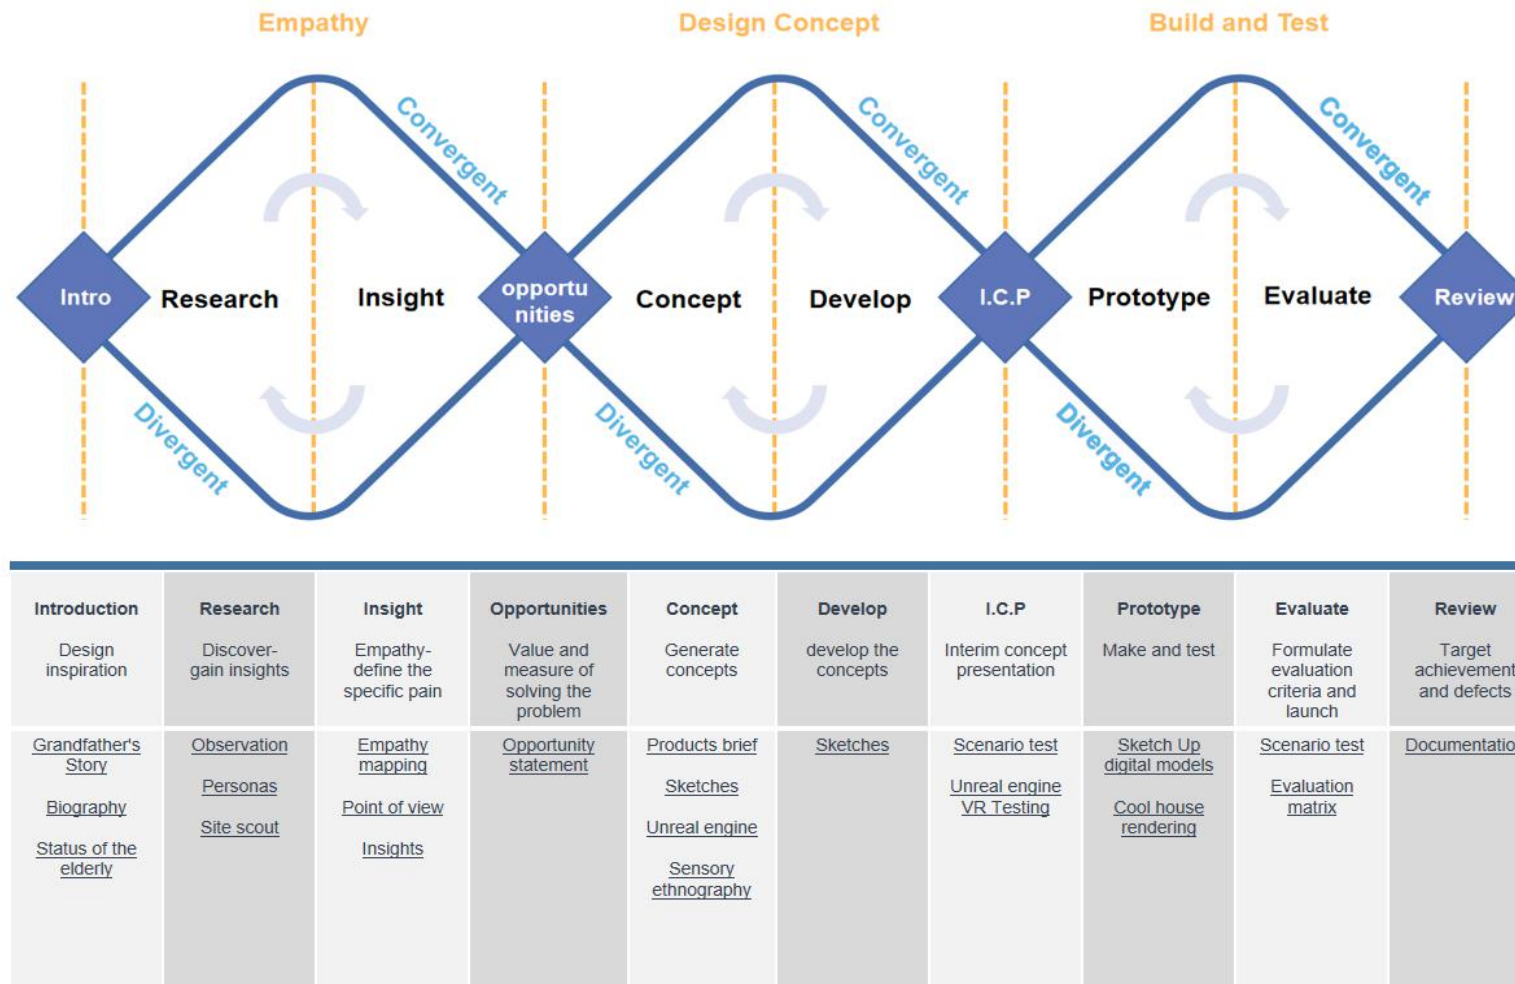 Empathy
Design Concept
Build and Test
Convergent
Convergent
Convergent
Intro
Research
Insight
opportu
nities
Concept
Develop
I.C.P
Prototype
Evaluate
Review
Divergent
Divergent
Divergent
Introduction
Design
inspiration
Research
Discover-
gain insights
Insight
Empathy-
define the
specific pain
Opportunities
Value and
measure of
solving the
problem
Concept
Generate
concepts
Develop
develop the
concepts
I.C.P
Interim concept
presentation
Prototype
Make and test
Evaluate
Formulate
evaluation
criteria and
launch
Review
Target
achievement
and defects
Grandfather's
Story
Biography
Status of the
elderly
Observation
Personas
Site scout
Empathy
mapping
Point of view
Insights
Opportunity
statement
Products brief
Sketches
Unreal engine
Sensory
ethnography
Sketches
Scenario test
Unreal engine
VR Testing
Sketch Up
digital models
Cool house
rendering
Scenario test
Evaluation
matrix
Documentatio